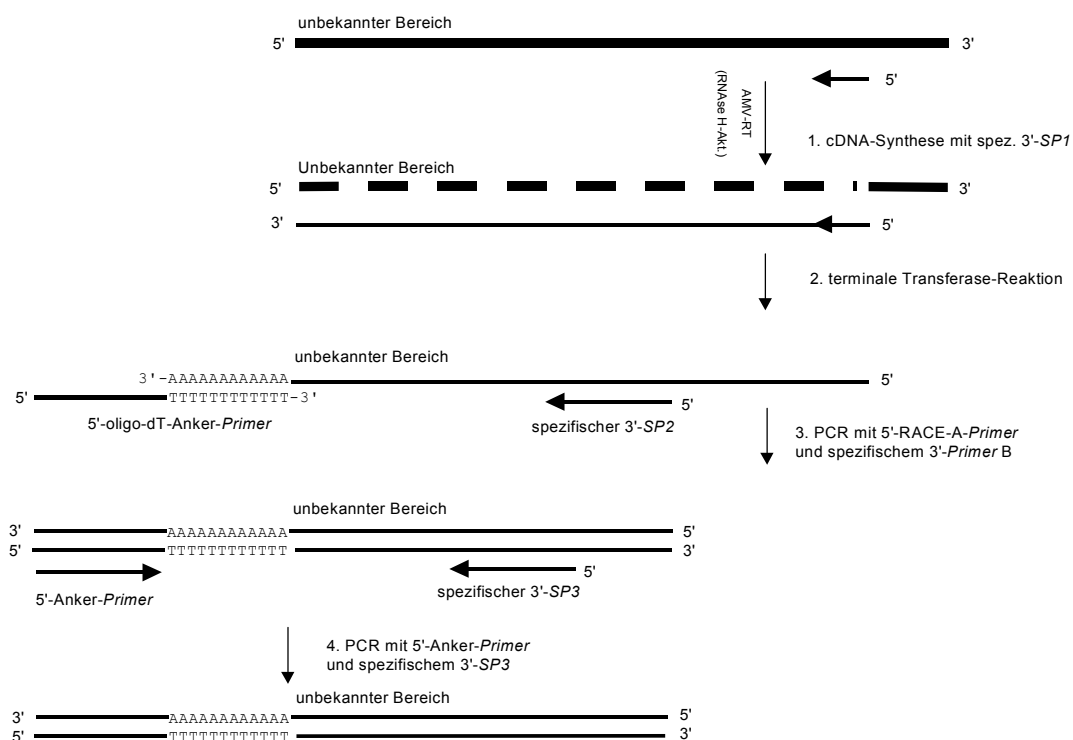 unbekannter Bereich
5' 3'
5'
AMV-RT
(RNAse H-Akt.)
1. cDNA-Synthese mit spez. 3'-SP1
Unbekannter Bereich
5' 3'
3' 5'
2. terminale Transferase-Reaktion
unbekannter Bereich
3'-AAAAAAAAAAAA 5'
5' TTTTTTTTTTTT-3'
5'
5'-oligo-dT-Anker-Primer
spezifischer 3'-SP2
3. PCR mit 5'-RACE-A-Primer
und spezifischem 3'-Primer B
unbekannter Bereich
3' AAAAAAAAAAAA 5'
5' TTTTTTTTTTTT 3'
5'
5'-Anker-Primer
spezifischer 3'-SP3
4. PCR mit 5'-Anker-Primer
und spezifischem 3'-SP3
unbekannter Bereich
3' AAAAAAAAAAAA 5'
5' TTTTTTTTTTTT 3'